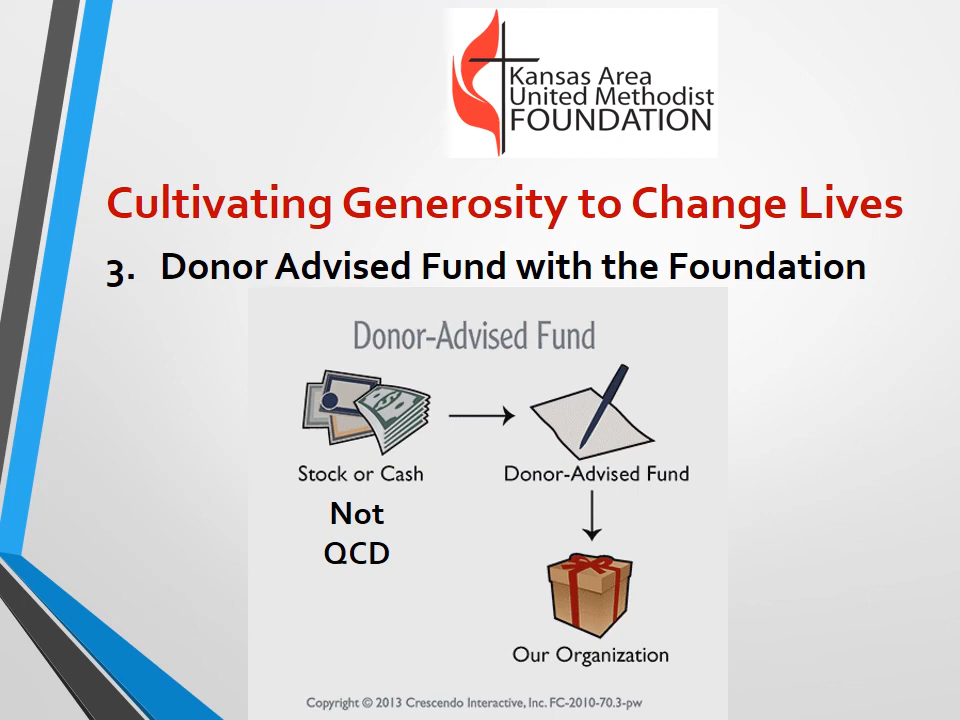 Kansas Area
United Methodist
FOUNDATION
Cultivating Generosity to Change Lives
3. Donor Advised Fund with the Foundation
Donor-Advised Fund
Stock or Cash
Donor-Advised Fund
Not
QCD
Our Organization
Copyright © 2013 Crescendo Interactive, Inc. FC-2010-70.3-pw